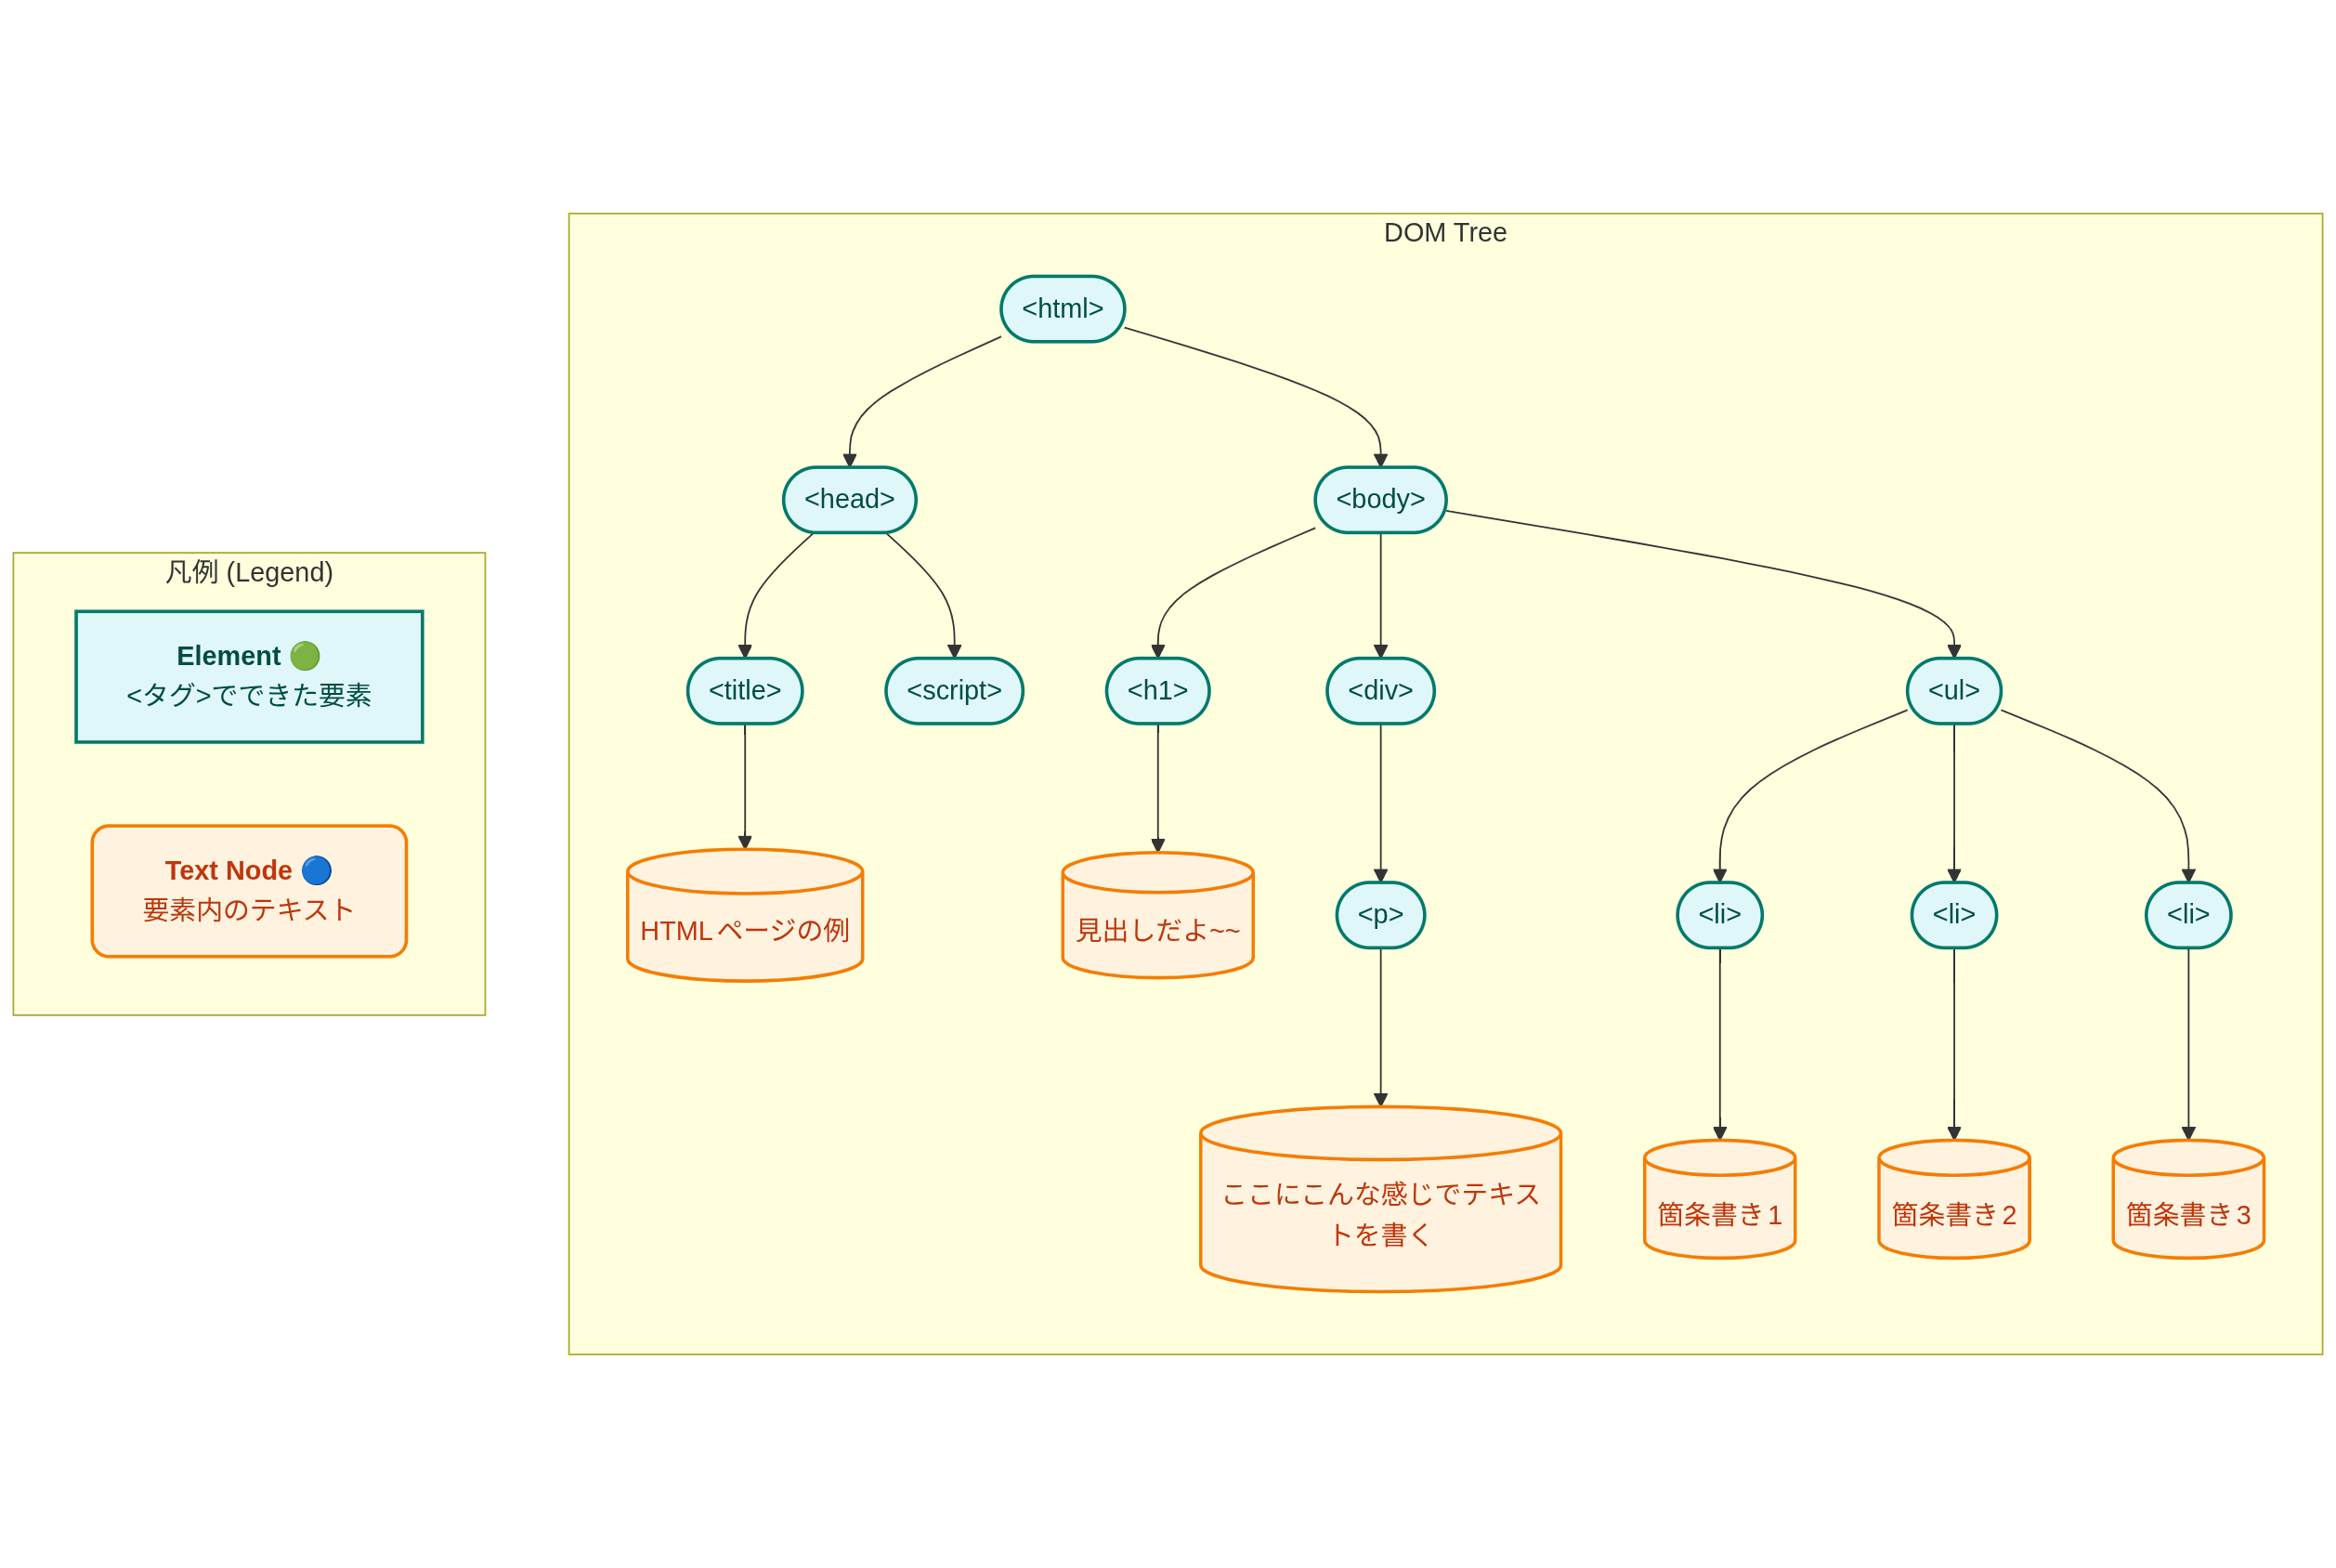 DOM Tree
<html>
<head>
<body>
<title>
<script>
<h1>
<div>
<ul>
HTMLページの例
見出しだよ~~
<p>
<li>
<li>
<li>
ここにこんな感じでテキス
トを書く
箇条書き1
箇条書き2
箇条書き3
凡例 (Legend)
Element 🟢
<タグ>でできた要素
Text Node 🔵
要素内のテキスト